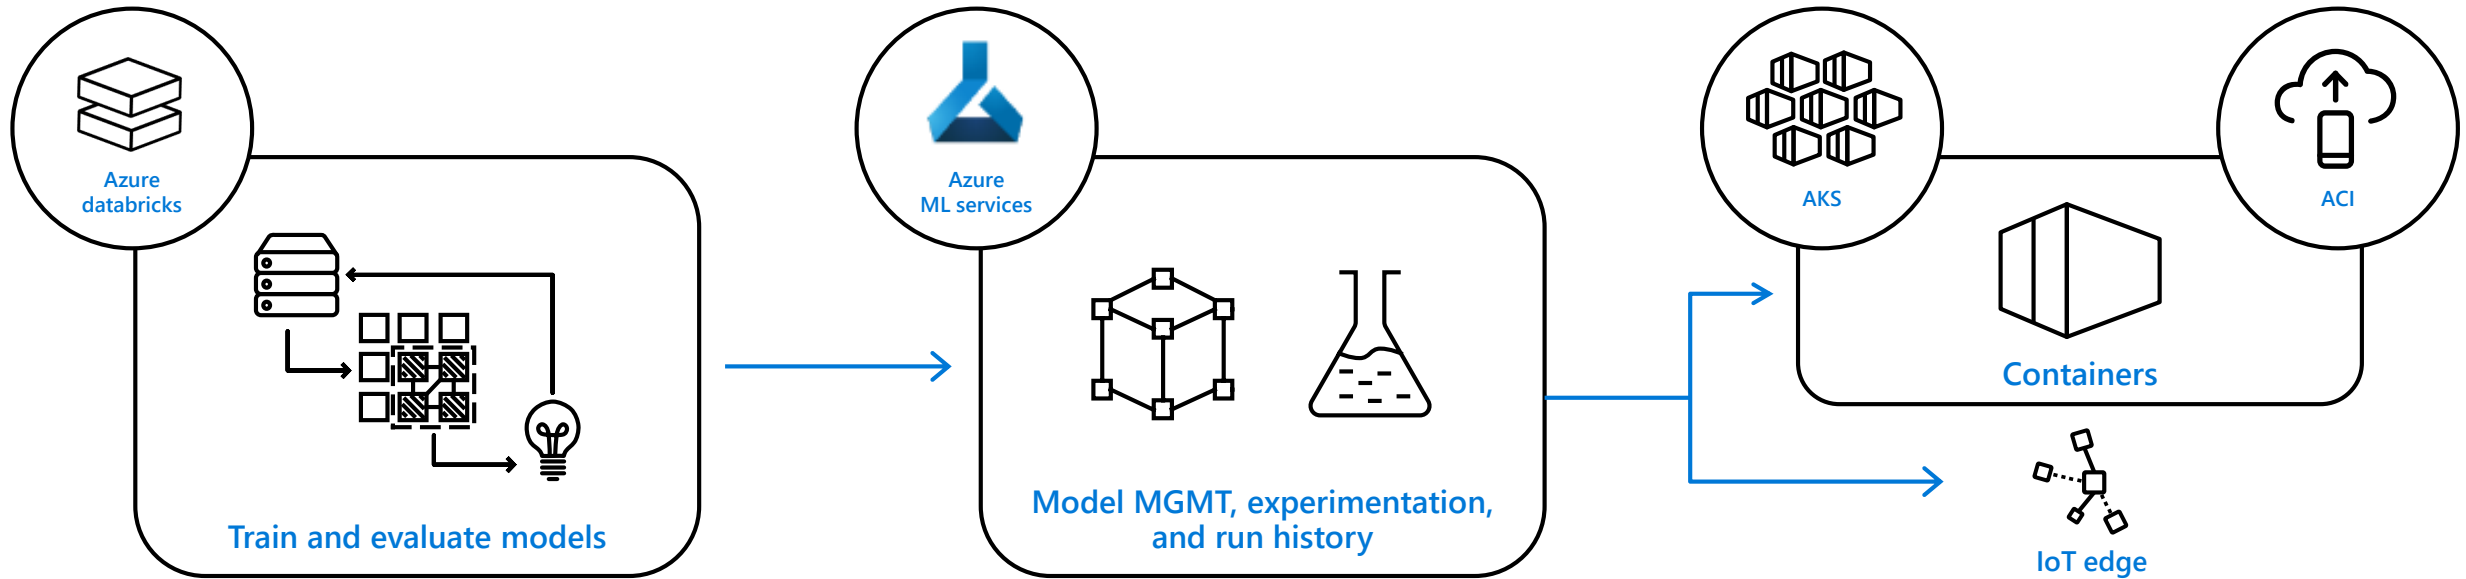 Azure
databricks
Train and evaluate models
Azure
ML services
Model MGMT, experimentation,
and run history
AKS
ACI
Containers
IoT edge